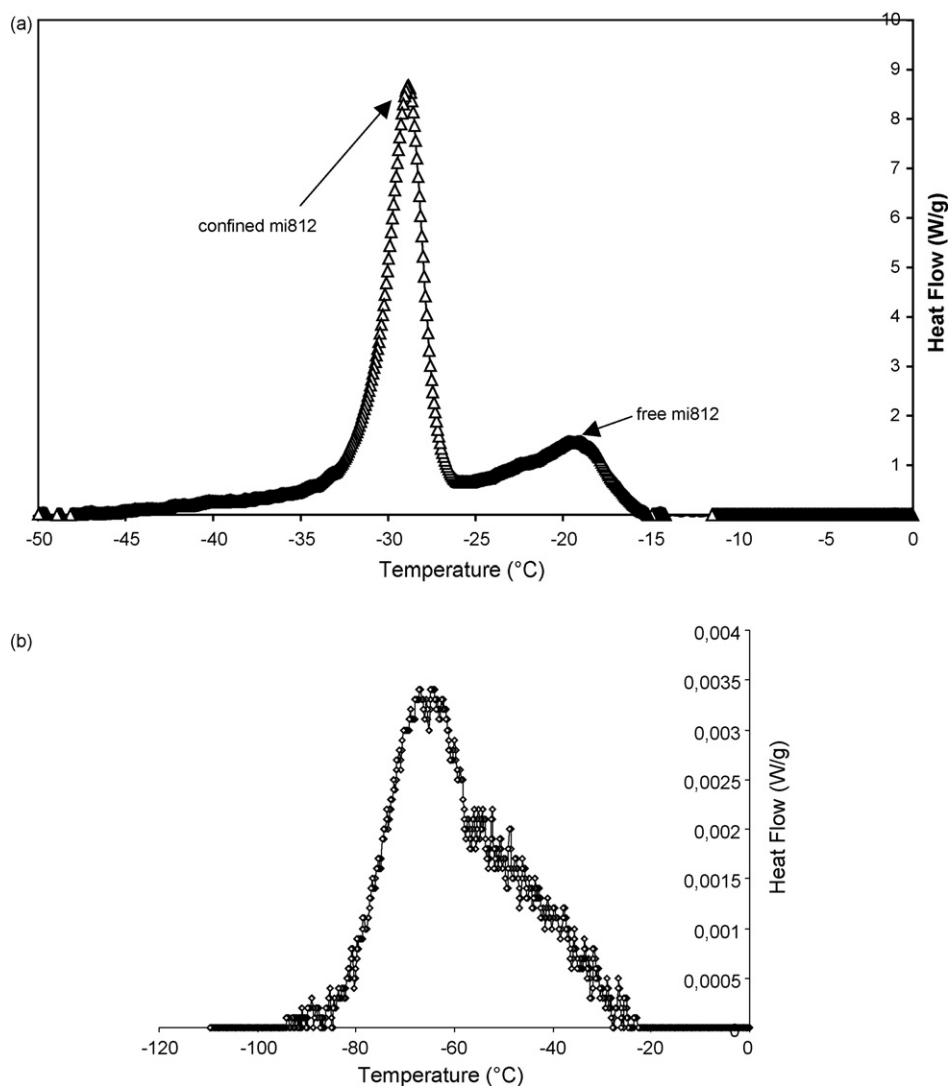 (a)
10
9
8
7
6
5
4
3
2
1
Heat Flow (W/g)
confined mi812
free mi812
-50 -45 -40 -35 -30 -25 -20 -15 -10 -5 0
Temperature (°C)
(b)
0,004
0,0035
0,003
0,0025
0,002
0,0015
0,001
0,0005
0
Heat Flow (W/g)
-120 -100 -80 -60 -40 -20 0
Temperature (°C)